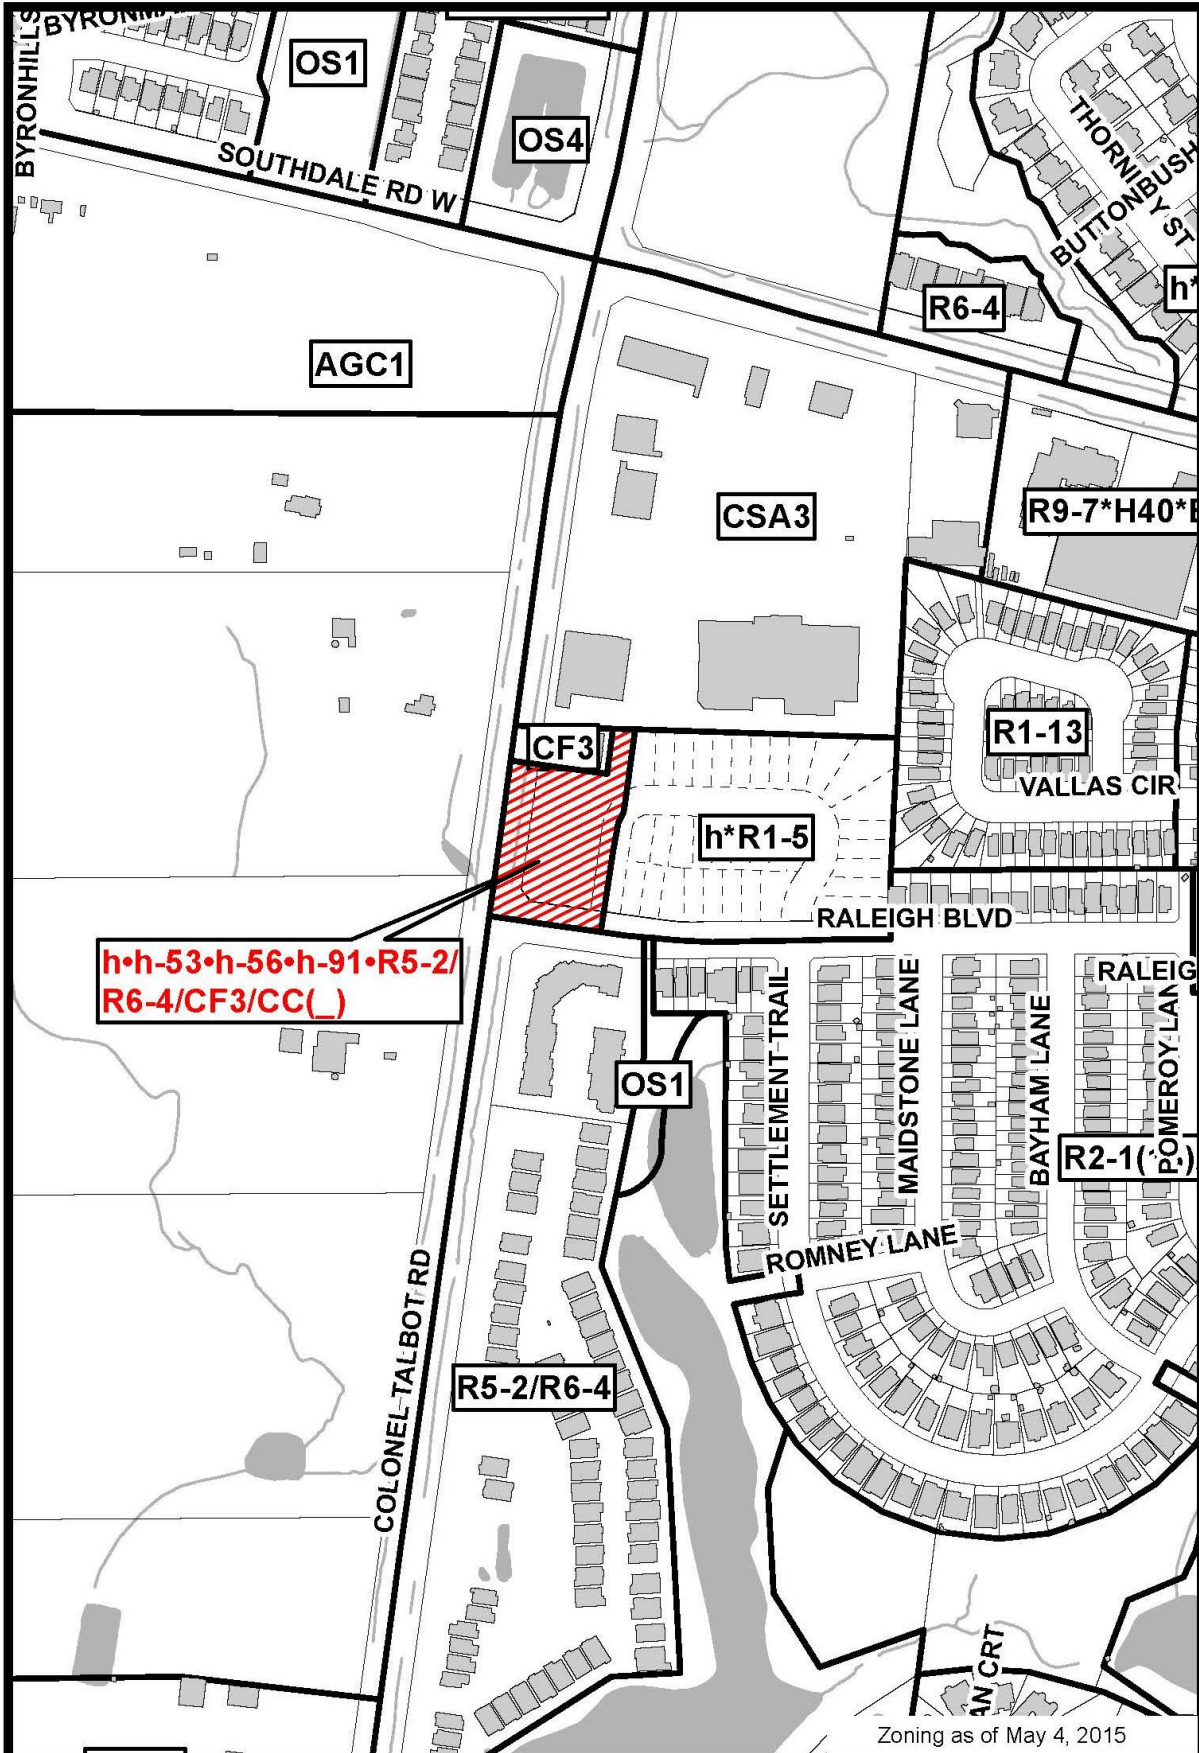 BYRONHILLS
OS1
OS4
SOUTHDALE RD W
BUTTONBUSH
h*
R6-4
AGC1
CSA3
R9-7*H40*
CF3
R1-13
VALLAS CIR
h*R1-5
RALEIGH BLVD
h•h-53•h-56•h-91•R5-2/
R6-4/CF3/CC(_)
RALEIG
OS1
SETTLEMENT TRAIL
MAIDSTONE LANE
BAYHAM LANE
POMEROY LANE
R2-1(
ROMNEY LANE
COLONEL TALBOT RD
R5-2/R6-4
AN CRT
Zoning as of May 4, 2015